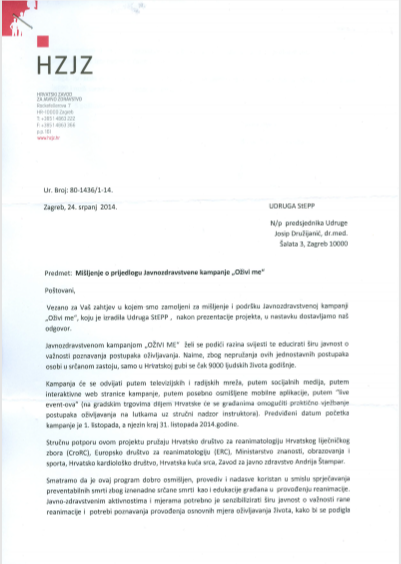 HZJZ
HRVATSKI ZAVOD
ZA JAVNO ZDRAVSTVO
Rockefellerova 7
HR-10000 Zagreb
www.hzjz.hr
Ur. Broj: 80-1436/1-14.
Zagreb, 24. srpanj 2014.
UDRUGA StEPP
N/p predsjednika Udruge
Josip Družijanić, dr.med.
Šalata 3, Zagreb 10000
Predmet: Mišljenje o prijedlogu Javnozdravstvene kampanje „Oživi me“
Poštovani,
Vezano za Vaš zahtjev u kojem smo zamoljeni za mišljenje i podršku Javnozdravstvenoj kampanji
„Oživi me“, koju je izradila Udruga StEPP , nakon prezentacije projekta, u nastavku dostavljamo naš
odgovor.
Javnozdravstvenom kampanjom „OŽIVI ME“ želi se podići razina svijesti te educirati širu javnost o
važnosti poznavanja postupaka oživljavanja. Naime, zbog nepružanja ovih jednostavnih postupaka
osobi u srčanom zastoju, samo u Hrvatskoj gubi se čak 9000 ljudskih života godišnje.
Kampanja će se odvijati putem televizijskih i radijskih mreža, putem socijalnih medija, putem
interaktivne web stranice kampanje, putem posebno osmišljene mobilne aplikacije, putem "live
event-ova" (na gradskim trgovima diljem Hrvatske će se građanima omogućiti praktično vježbanje
postupaka oživljavanja na lutkama uz stručni nadzor instruktora). Predviđeni datum početka
kampanje je 1. listopada, a njezin kraj 31. listopada 2014.godine.
Stručnu potporu ovom projektu pružaju Hrvatsko društvo za reanimatologiju Hrvatskog liječničkog
zbora (CroRC), Europsko društvo za reanimatologiju (ERC), Ministarstvo znanosti, obrazovanja i
sporta, Hrvatsko kardiološko društvo, Hrvatska kuća srca, Zavod za javno zdravstvo Andrija Štampar.
Smatramo da je ovaj program dobro osmišljen, provediv i nadasve koristan u smislu sprječavanja
preventabilnih smrti zbog iznenadne srčane smrti kao i edukacije građana u provođenju reanimacije.
Javno-zdravstvenim aktivnostima i mjerama potrebno je senzibilizirati širu javnost o važnosti rane
reanimacije i potrebi poznavanja provođenja osnovnih mjera oživljavanja života, kako bi se podigla